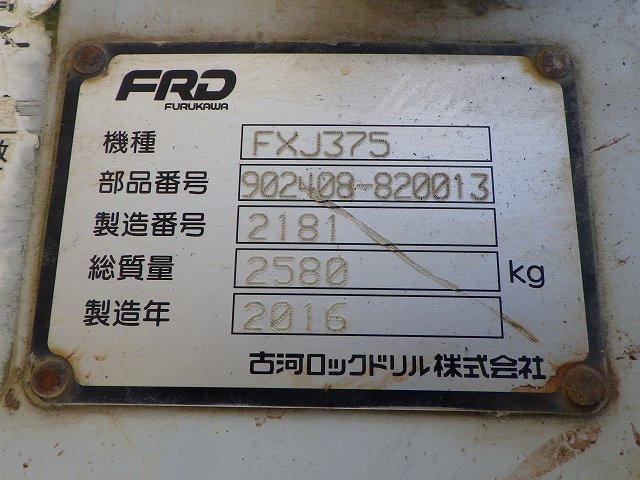 FRD
FURUKAWA
機種 FXJ375
部品番号 902408-820013
製造番号 2181
総質量 2580 kg
製造年 2016
古河ロックドリル株式会社